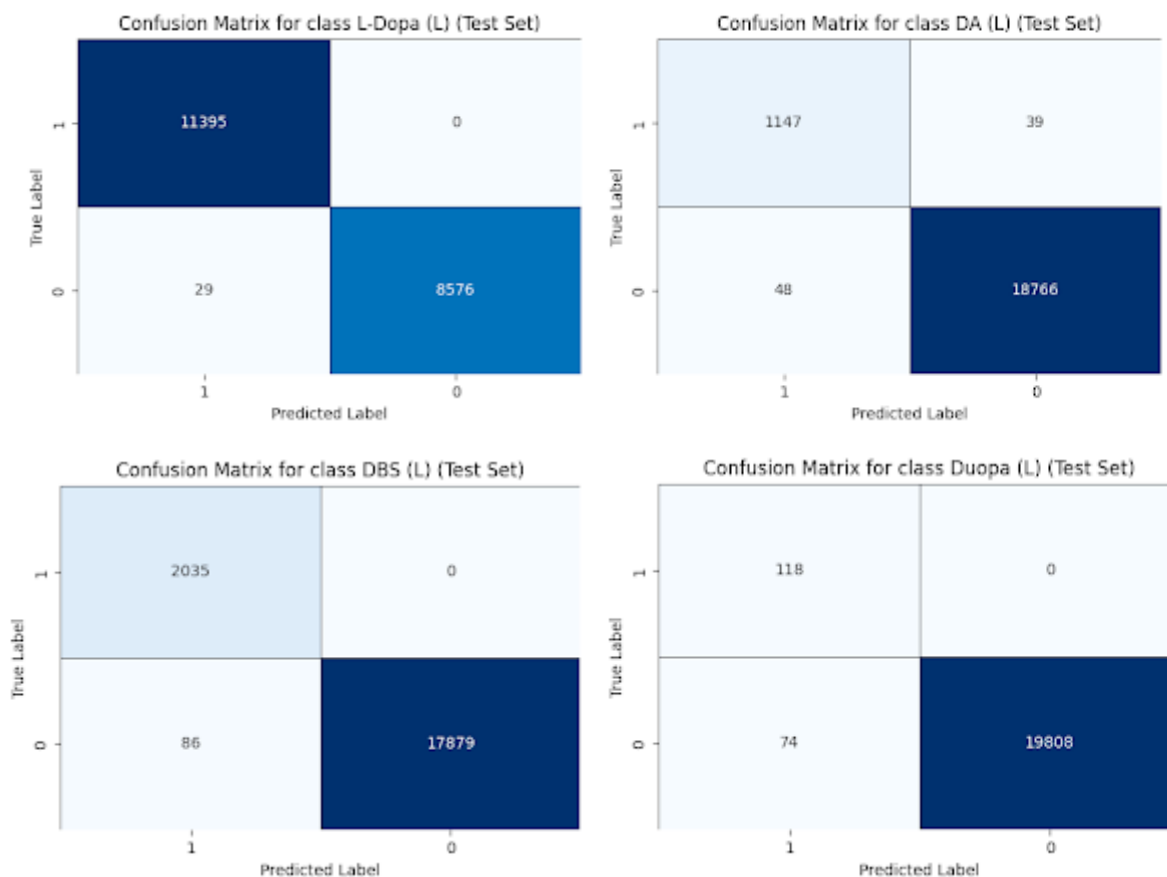 Confusion Matrix for class L-Dopa (L) (Test Set)
True Label
1
11395
0
0
29
8576
1
0
Predicted Label
Confusion Matrix for class DA (L) (Test Set)
True Label
1
1147
39
0
48
18766
1
0
Predicted Label
Confusion Matrix for class DBS (L) (Test Set)
True Label
1
2035
0
0
86
17879
1
0
Predicted Label
Confusion Matrix for class Duopa (L) (Test Set)
True Label
1
118
0
0
74
19808
1
0
Predicted Label